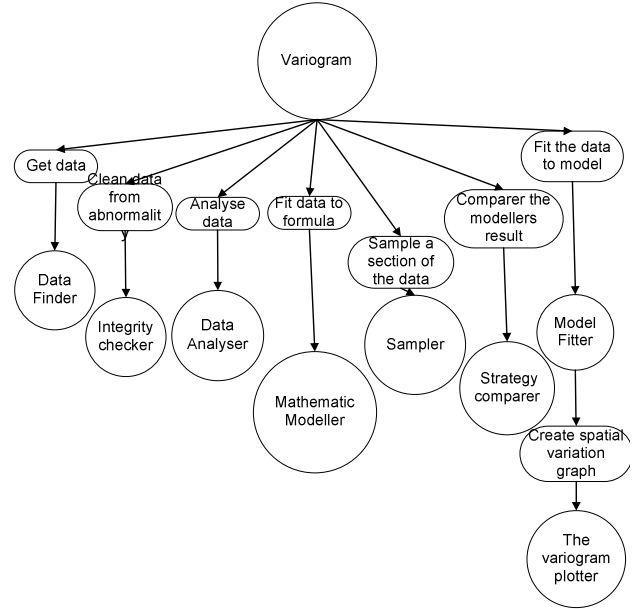 Variogram
Get data
Clean data
from
abnormalit
y
Analyse
data
Fit data to
formula
Sample a
section of
the data
Comparer the
modellers
result
Fit the data
to model
Data
Finder
Integrity
checker
Data
Analyser
Mathematic
Modeller
Sampler
Strategy
comparer
Model
Fitter
Create spatial
variation
graph
The
variogram
plotter